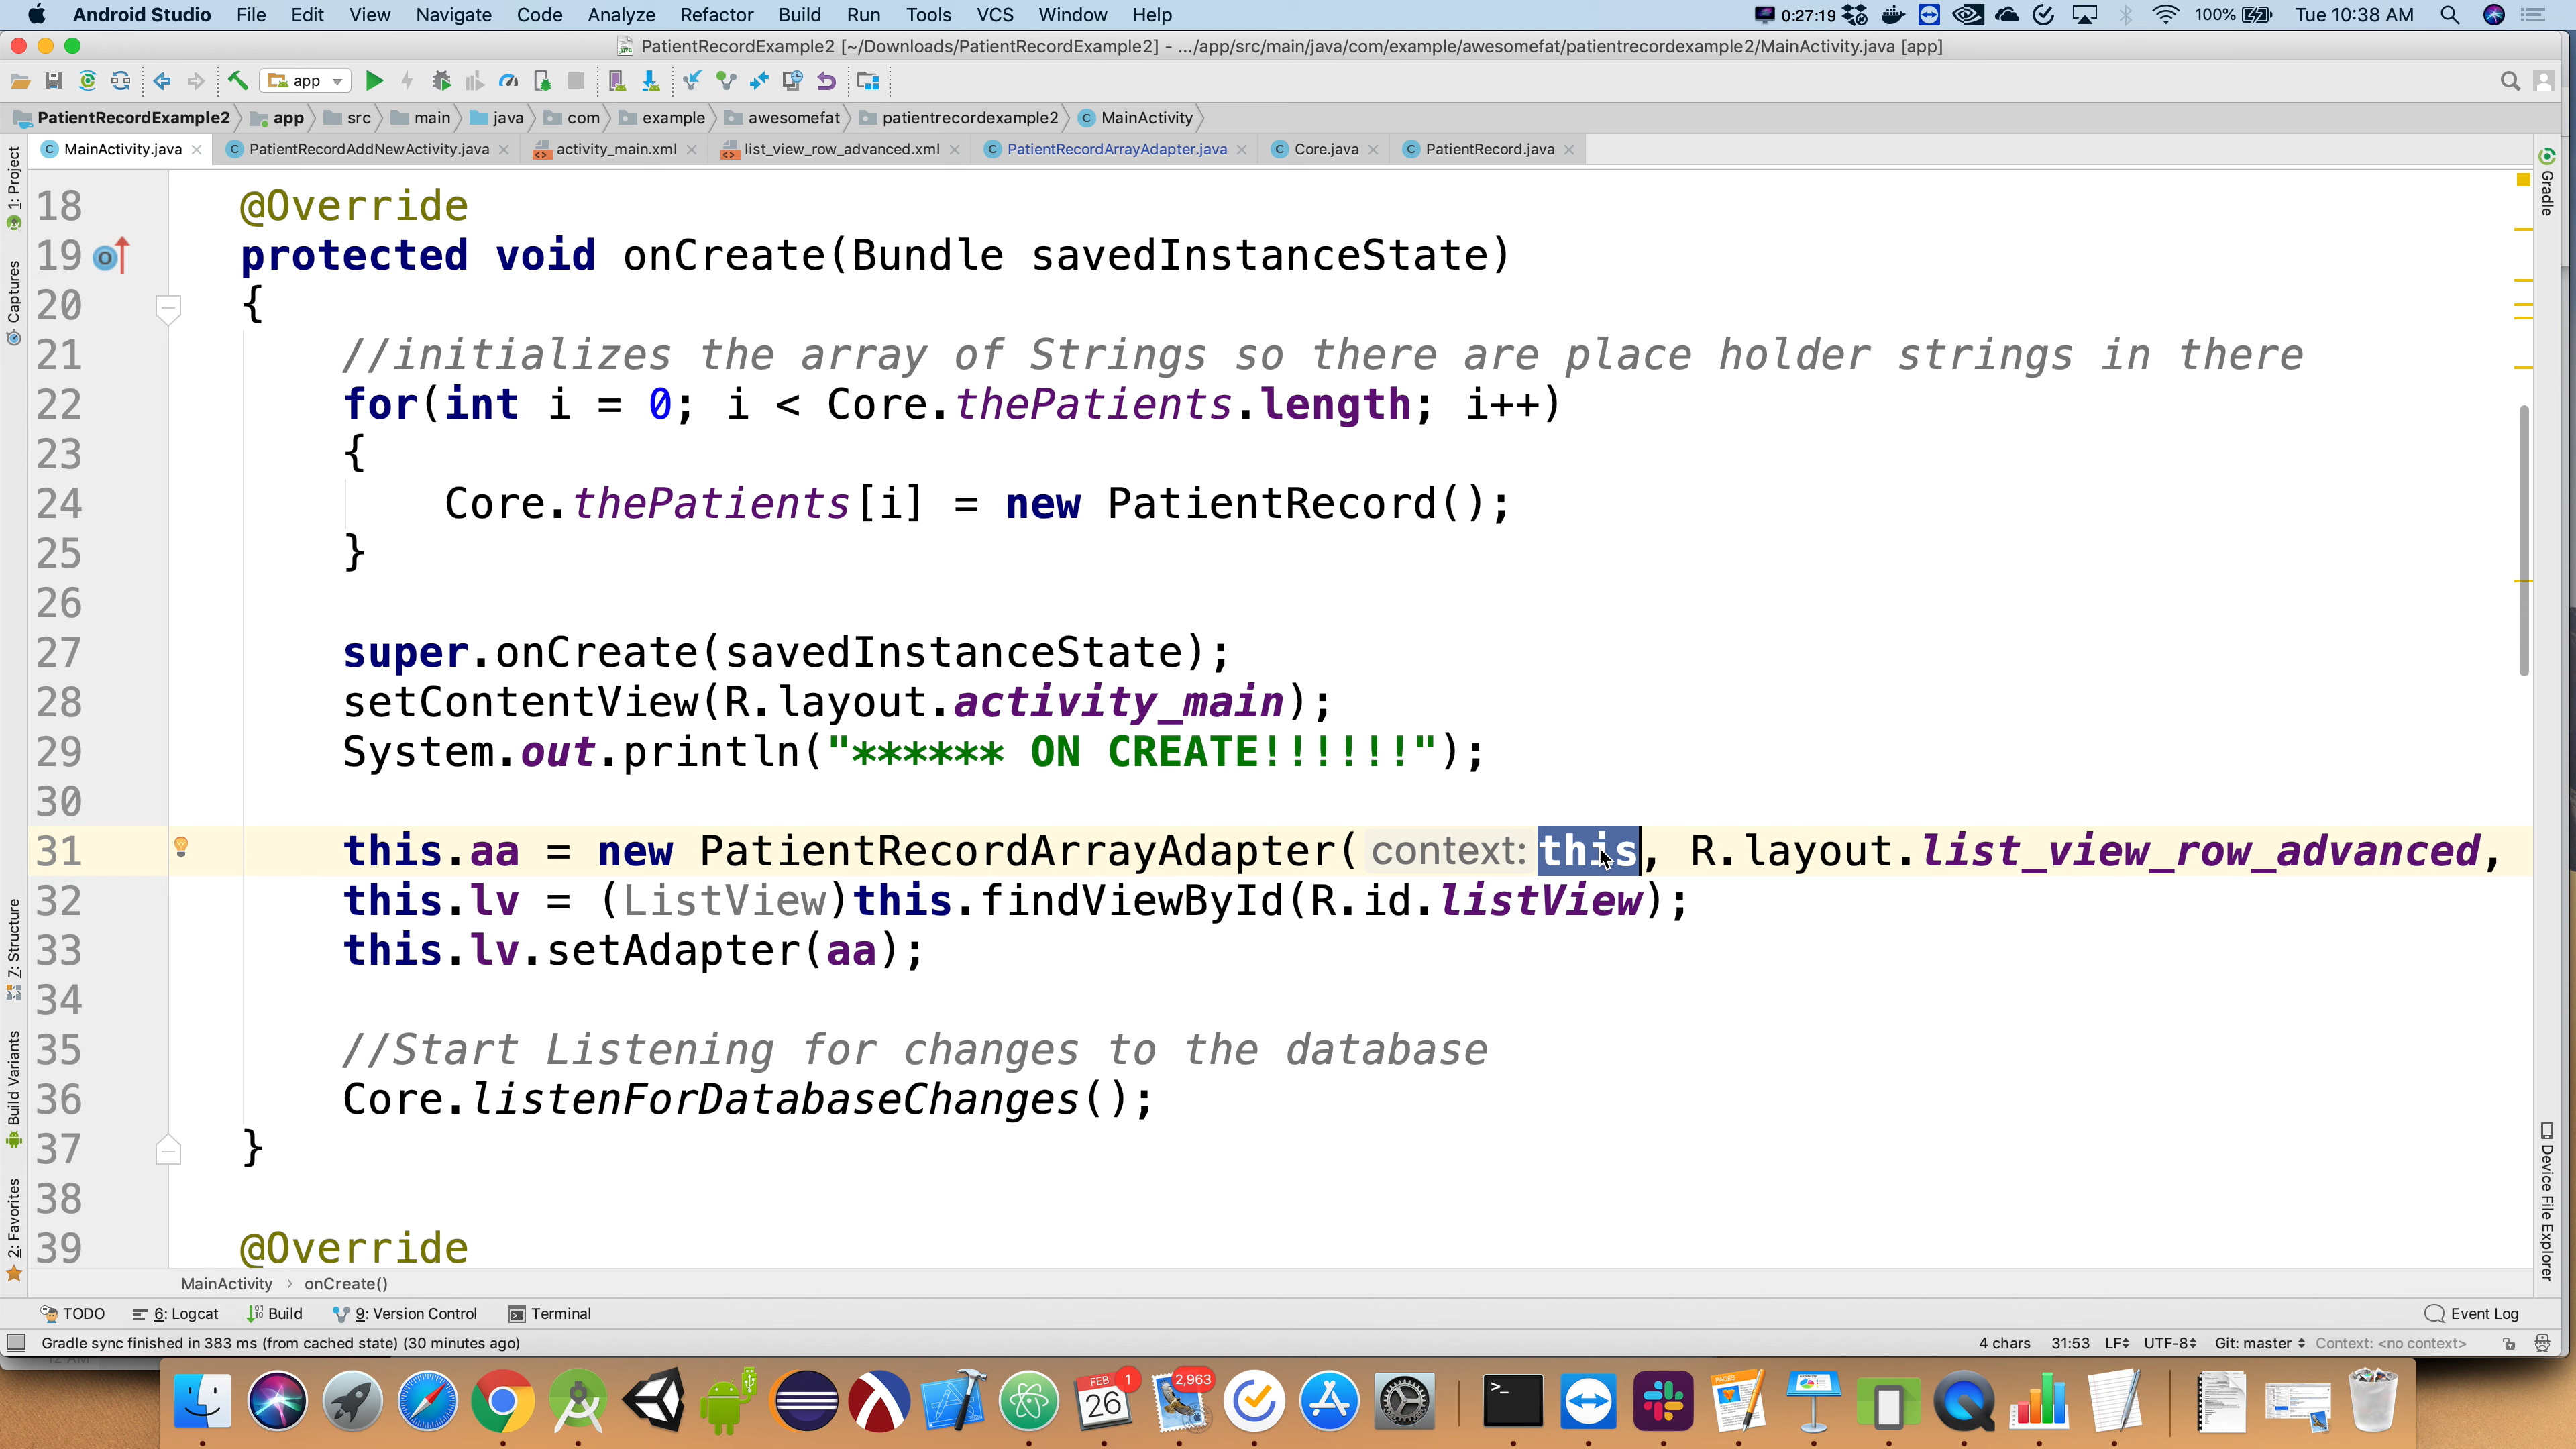 Android Studio File Edit View Navigate Code Analyze Refactor Build Run Tools VCS Window Help 0:27:19 100% Tue 10:38 AM
PatientRecordExample2 [~/Downloads/PatientRecordExample2] - .../app/src/main/java/com/example/awesomefat/patientrecordexample2/MainActivity.java [app]
app
PatientRecordExample2 app src main java com example awesomefat patientrecordexample2 MainActivity
MainActivity.java PatientRecordAddNewActivity.java activity_main.xml list_view_row_advanced.xml PatientRecordArrayAdapter.java Core.java PatientRecord.java
1: Project
Captures
Z: Structure
Build Variants
2: Favorites
Gradle
Device File Explorer
18 @Override
19 protected void onCreate(Bundle savedInstanceState)
20 {
21 //initializes the array of Strings so there are place holder strings in there
22 for(int i = 0; i < Core.thePatients.length; i++)
23 {
24 Core.thePatients[i] = new PatientRecord();
25 }
26
27 super.onCreate(savedInstanceState);
28 setContentView(R.layout.activity_main);
29 System.out.println("****** ON CREATE!!!!!!");
30
31 this.aa = new PatientRecordArrayAdapter( context: this, R.layout.list_view_row_advanced,
32 this.lv = (ListView)this.findViewById(R.id.listView);
33 this.lv.setAdapter(aa);
34
35 //Start Listening for changes to the database
36 Core.listenForDatabaseChanges();
37 }
38
39 @Override
MainActivity › onCreate()
TODO 6: Logcat Build 9: Version Control Terminal Event Log
Gradle sync finished in 383 ms (from cached state) (30 minutes ago) 4 chars 31:53 LF UTF-8 Git: master Context: <no context>
12 AM
FEB 26 1 2,963 PAGES